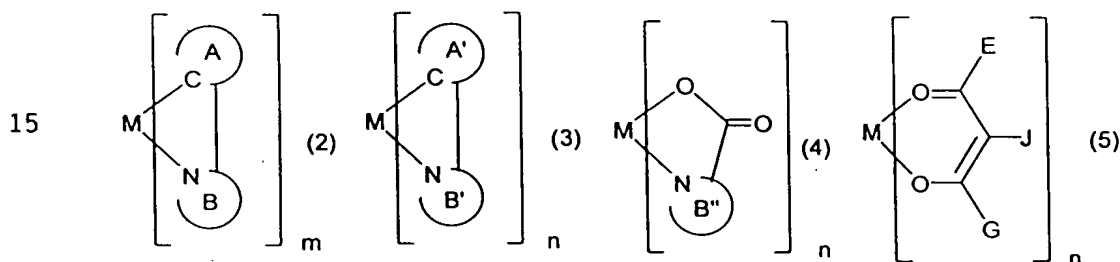 15
M C A N B m (2)
M C A' N B' n (3)
M O O N B'' n (4)
M O E J O G n (5)